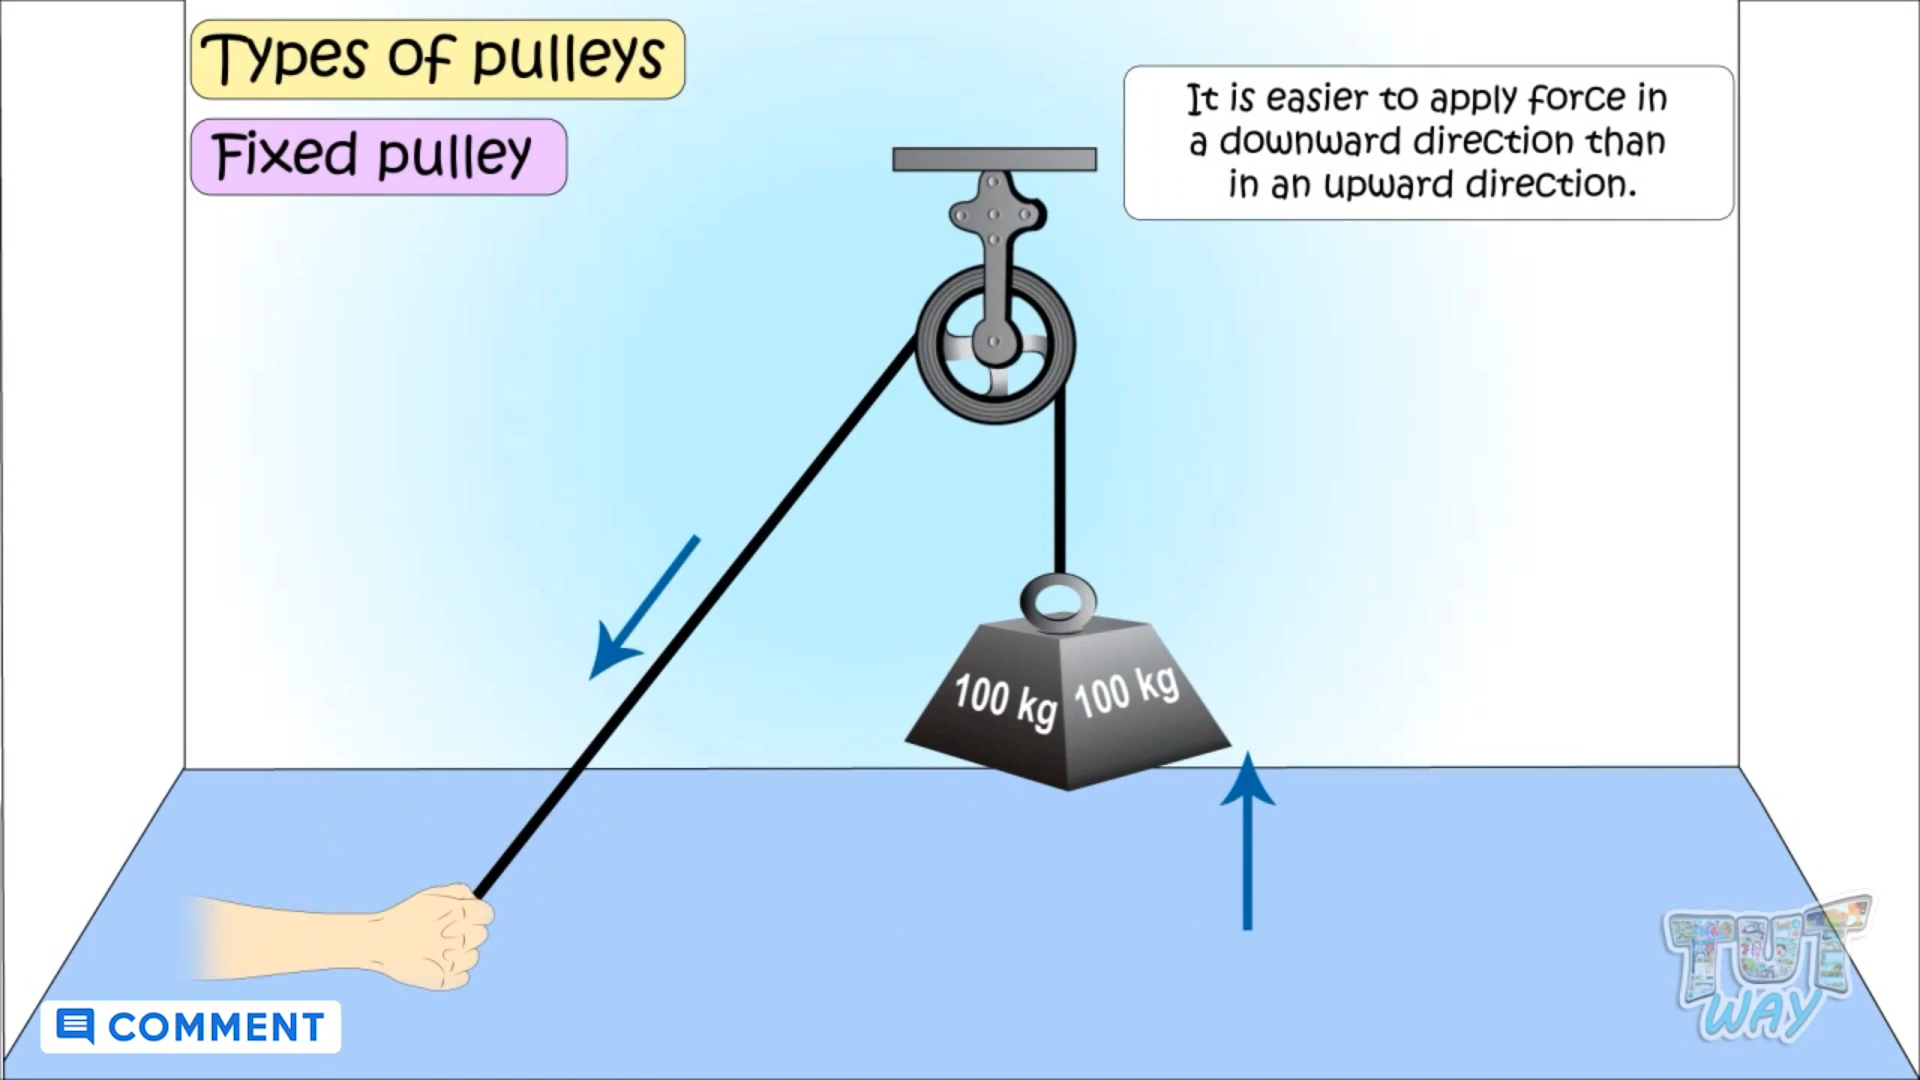 Types of pulleys
Fixed pulley
It is easier to apply force in
a downward direction than
in an upward direction.
100 kg 100 kg
COMMENT
TUT
WAY